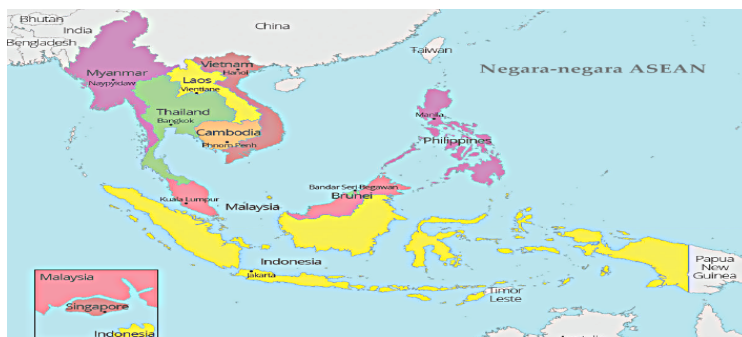 Bhutan
China
India
Bangladesh
Taiwan
Negara-negara ASEAN
Myanmar
Naypyidaw
Vietnam
Hanoi
Laos
Vientiane
Thailand
Bangkok
Cambodia
Phnom Penh
Manila
Philippines
Bandar Seri Begawan
Brunei
Kuala Lumpur
Malaysia
Indonesia
Jakarta
Papua
New
Guinea
Timor
Leste
Malaysia
Singapore
Indonesia